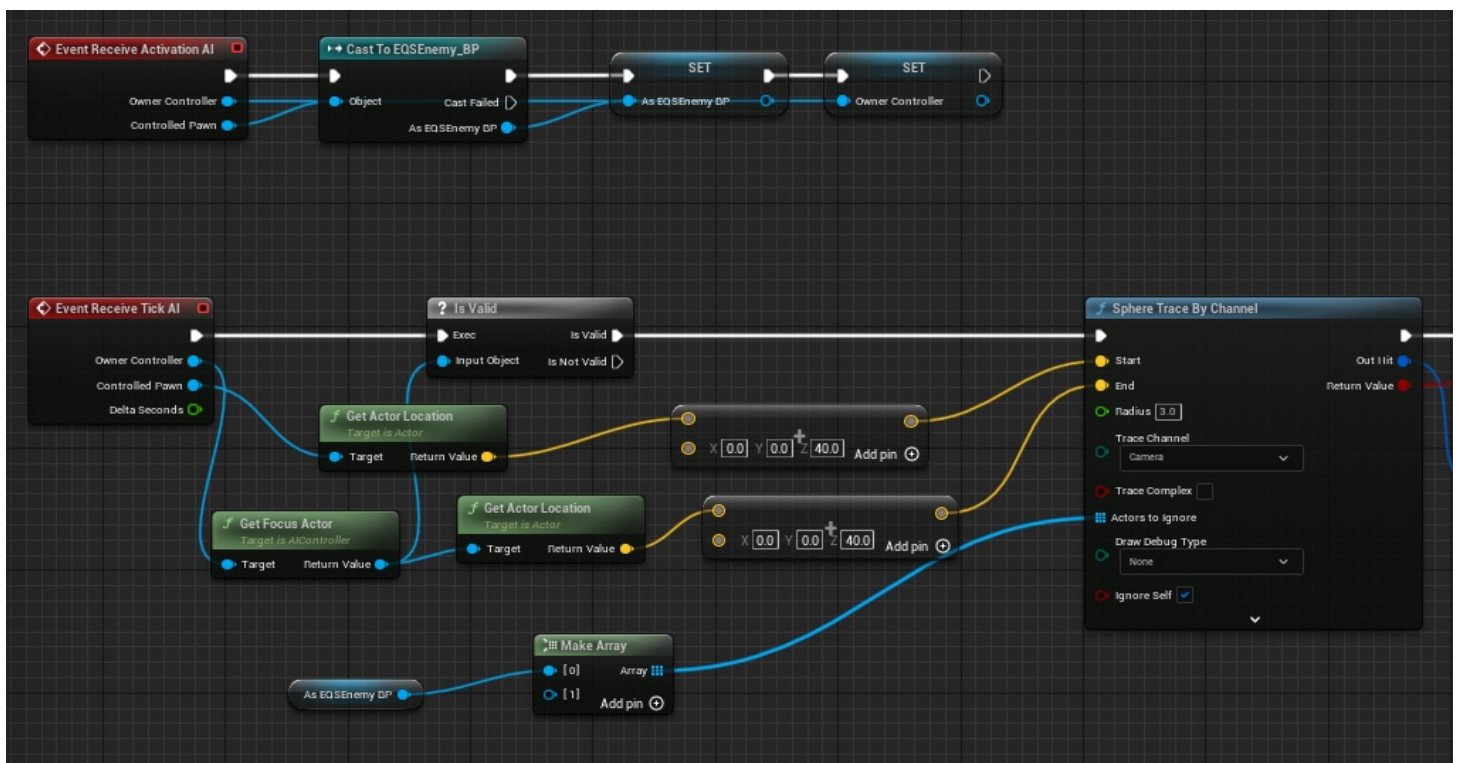 Event Receive Activation AI
Owner Controller
Controlled Pawn
Cast To EQSEnemy_BP
Object
Cast Failed
As EQSEnemy BP
SET
As EQSEnemy BP
SET
Owner Controller
Event Receive Tick AI
Owner Controller
Controlled Pawn
Delta Seconds
? Is Valid
Exec
Is Valid
Input Object
Is Not Valid
f Get Actor Location
Target is Actor
Target
Return Value
X 0.0 Y 0.0 Z 40.0 Add pin
f Get Focus Actor
Target is AIController
Target
Return Value
f Get Actor Location
Target is Actor
Target
Return Value
X 0.0 Y 0.0 Z 40.0 Add pin
As EQSEnemy BP
Make Array
[0]
Array
[1]
Add pin
f Sphere Trace By Channel
Start
Out Hit
End
Return Value
Radius 3.0
Trace Channel
Camera
Trace Complex
Actors to Ignore
Draw Debug Type
None
Ignore Self